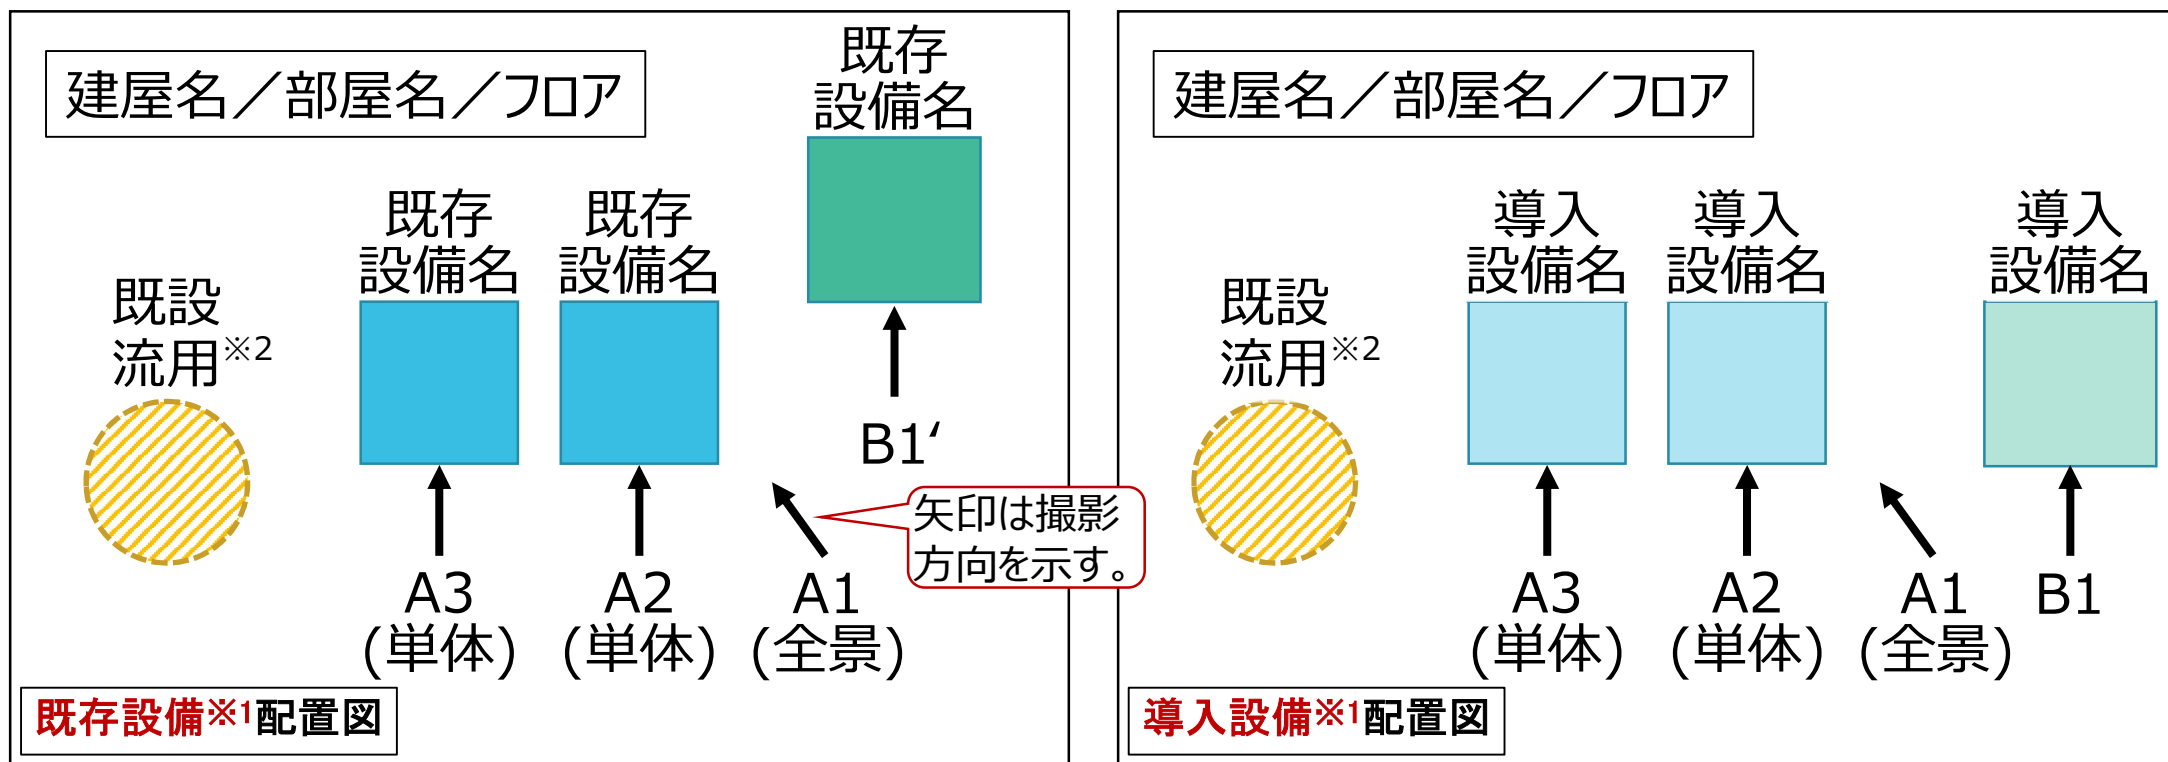 建屋名／部屋名／フロア
既存
設備名
既存
設備名
既存
設備名
既設
流用※2
B1‘
矢印は撮影
方向を示す。
A3
(単体)
A2
(単体)
A1
(全景)
既存設備※1配置図
建屋名／部屋名／フロア
導入
設備名
導入
設備名
導入
設備名
既設
流用※2
A3
(単体)
A2
(単体)
A1
(全景)
B1
導入設備※1配置図